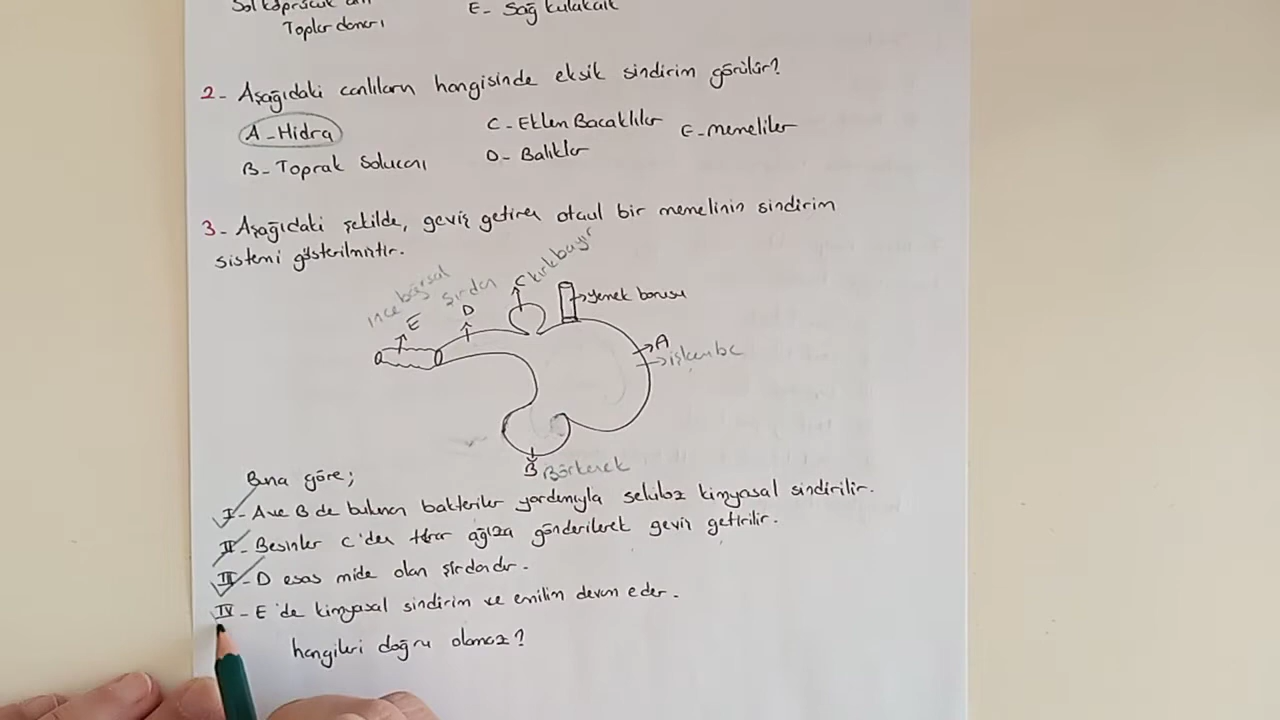 Sol köprücük altı
Toplar damarı
E- Sağ kulakçık
2- Aşağıdaki canlıların hangisinde eksik sindirim görülür?
A-Hidra
C-Eklem Bacaklılar
E-memeliler
B-Toprak Solucanı
D-Balıklar
3-Aşağıdaki şekilde, geviş getiren otçul bir memelinin sindirim
sistemi gösterilmiştir.
ince bağırsak
E
şirden
D
C
kırkbayır
yemek borusu
A
işkembe
B Börkenek
Buna göre;
I- A ve B de bulunan bakteriler yardımıyla selüloz kimyasal sindirilir.
II- Besinler C'den tekrar ağıza gönderilerek geviş getirilir.
III- D esas mide olan şirdendir.
IV- E'de kimyasal sindirim ve emilim devam eder.
hangileri doğru olamaz?